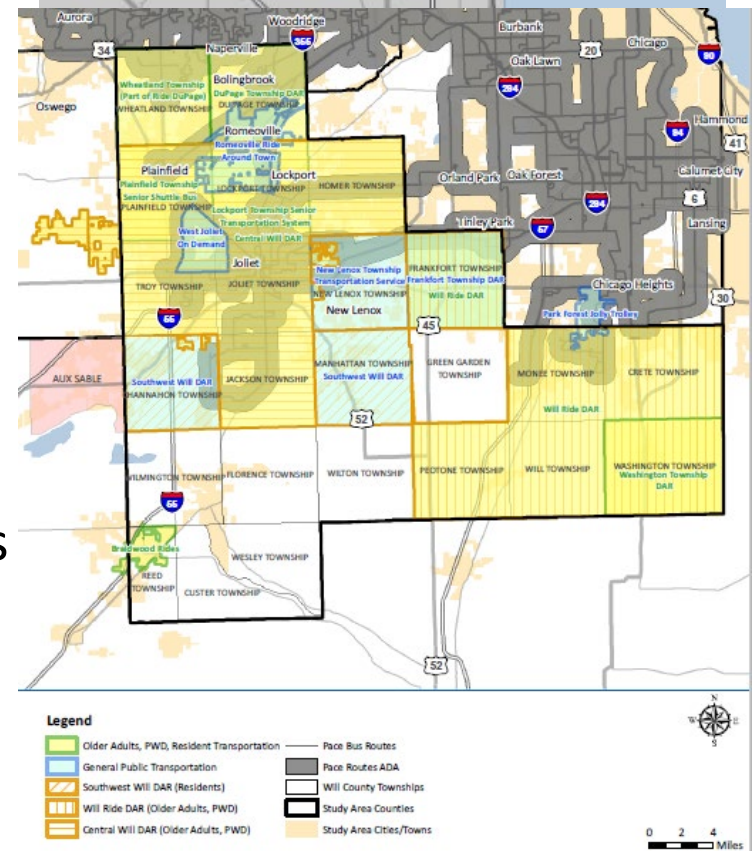 Aurora
Woodridge
34
Naperville
355
Burbank
20
Chicago
90
Oak Lawn
294
Wheatland Township
(Part of Ride DuPage)
WHEATLAND TOWNSHIP
Bolingbrook
DuPage Township DAR
Oswego
Romeoville
Romeoville Ride
Around Town
94
Hammond
41
Calumet City
Plainfield
Lockport
Orland Park
Oak Forest
Plainfield Township
Senior Shuttle Bus
PLAINFIELD TOWNSHIP
LOCKPORT TOWNSHIP
HOMER TOWNSHIP
294
6
Lockport Township Senior
Transportation System
Central Will DAR
Tinley Park
57
Lansing
West Joliet
On Demand
Joliet
TROY TOWNSHIP
JOLIET TOWNSHIP
New Lenox Township
Transportation Service
NEW LENOX TOWNSHIP
New Lenox
FRANKFORT TOWNSHIP
Frankfort Township DAR
Will Ride DAR
Chicago Heights
30
Park Forest Jolly Trolley
55
45
AUX SABLE
Southwest Will DAR
CHANNAHON TOWNSHIP
JACKSON TOWNSHIP
MANHATTAN TOWNSHIP
Southwest Will DAR
GREEN GARDEN
TOWNSHIP
MONEE TOWNSHIP
CRETE TOWNSHIP
Will Ride DAR
52
WILMINGTON TOWNSHIP
FLORENCE TOWNSHIP
WILTON TOWNSHIP
PEOTONE TOWNSHIP
WILL TOWNSHIP
WASHINGTON TOWNSHIP
Washington Township
DAR
55
s
Braidwood Rides
REED
TOWNSHIP
WESLEY TOWNSHIP
CUSTER TOWNSHIP
52
N
W E
S
Legend
Older Adults, PWD, Resident Transportation
General Public Transportation
Southwest Will DAR (Residents)
Will Ride DAR (Older Adults, PWD)
Central Will DAR (Older Adults, PWD)
Pace Bus Routes
Pace Routes ADA
Will County Townships
Study Area Counties
Study Area Cities/Towns
0 2 4
Miles